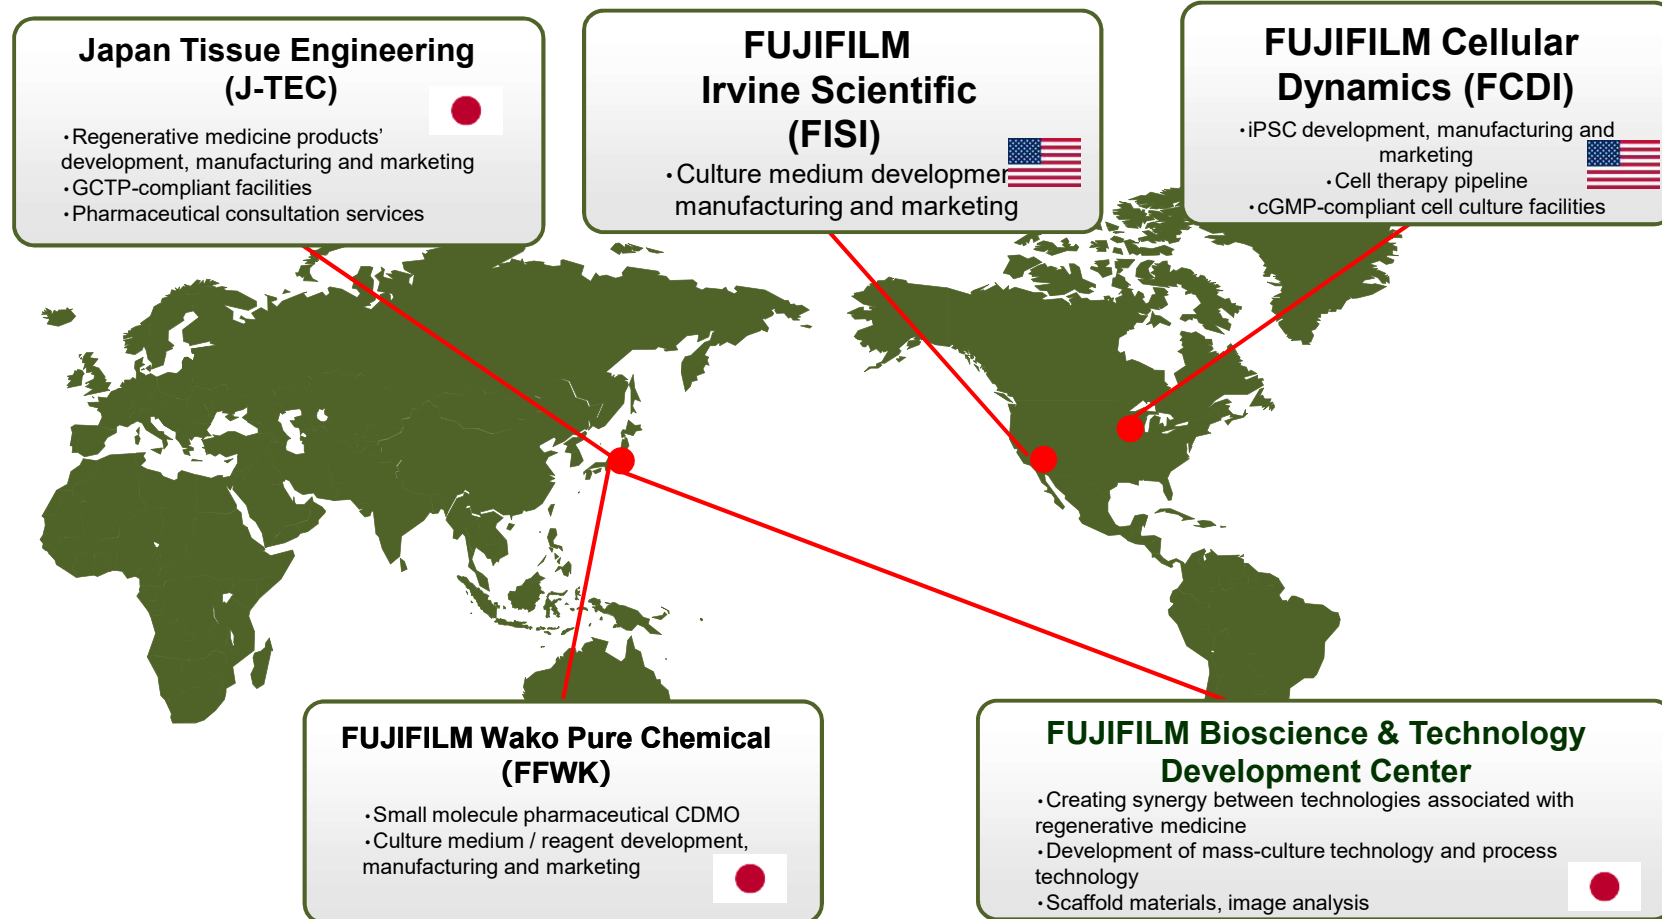 Japan Tissue Engineering
(J-TEC)
・Regenerative medicine products’
development, manufacturing and marketing
・GCTP-compliant facilities
・Pharmaceutical consultation services
FUJIFILM
Irvine Scientific
(FISI)
・Culture medium developmen
manufacturing and marketing
FUJIFILM Cellular
Dynamics (FCDI)
・iPSC development, manufacturing and
marketing
・Cell therapy pipeline
・cGMP-compliant cell culture facilities
FUJIFILM Wako Pure Chemical
(FFWK)
・Small molecule pharmaceutical CDMO
・Culture medium / reagent development,
manufacturing and marketing
FUJIFILM Bioscience & Technology
Development Center
・Creating synergy between technologies associated with
regenerative medicine
・Development of mass-culture technology and process
technology
・Scaffold materials, image analysis